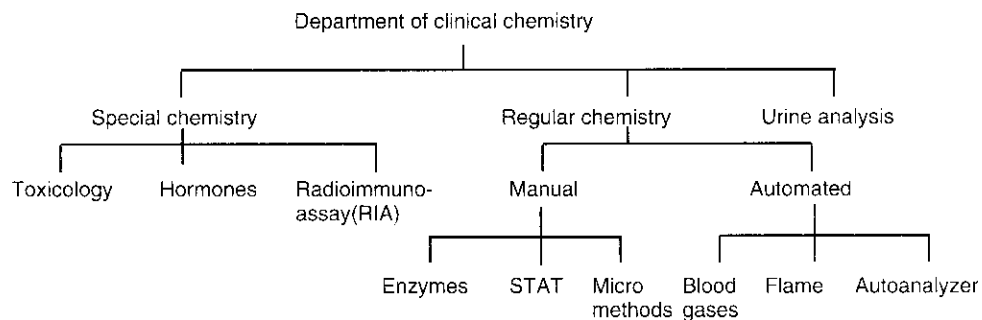 Department of clinical chemistry
Special chemistry
Regular chemistry
Urine analysis
Toxicology
Hormones
Radioimmuno-
assay(RIA)
Manual
Automated
Enzymes
STAT
Micro
methods
Blood
gases
Flame
Autoanalyzer